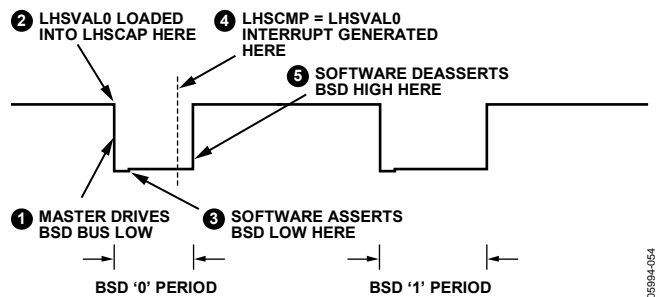 2 LHSVAL0 LOADED
INTO LHSCAP HERE
4 LHSCMP = LHSVAL0
INTERRUPT GENERATED
HERE
5 SOFTWARE DEASSERTS
BSD HIGH HERE
1 MASTER DRIVES
BSD BUS LOW
3 SOFTWARE ASSERTS
BSD LOW HERE
BSD ‘0’ PERIOD
BSD ‘1’ PERIOD
05994-054